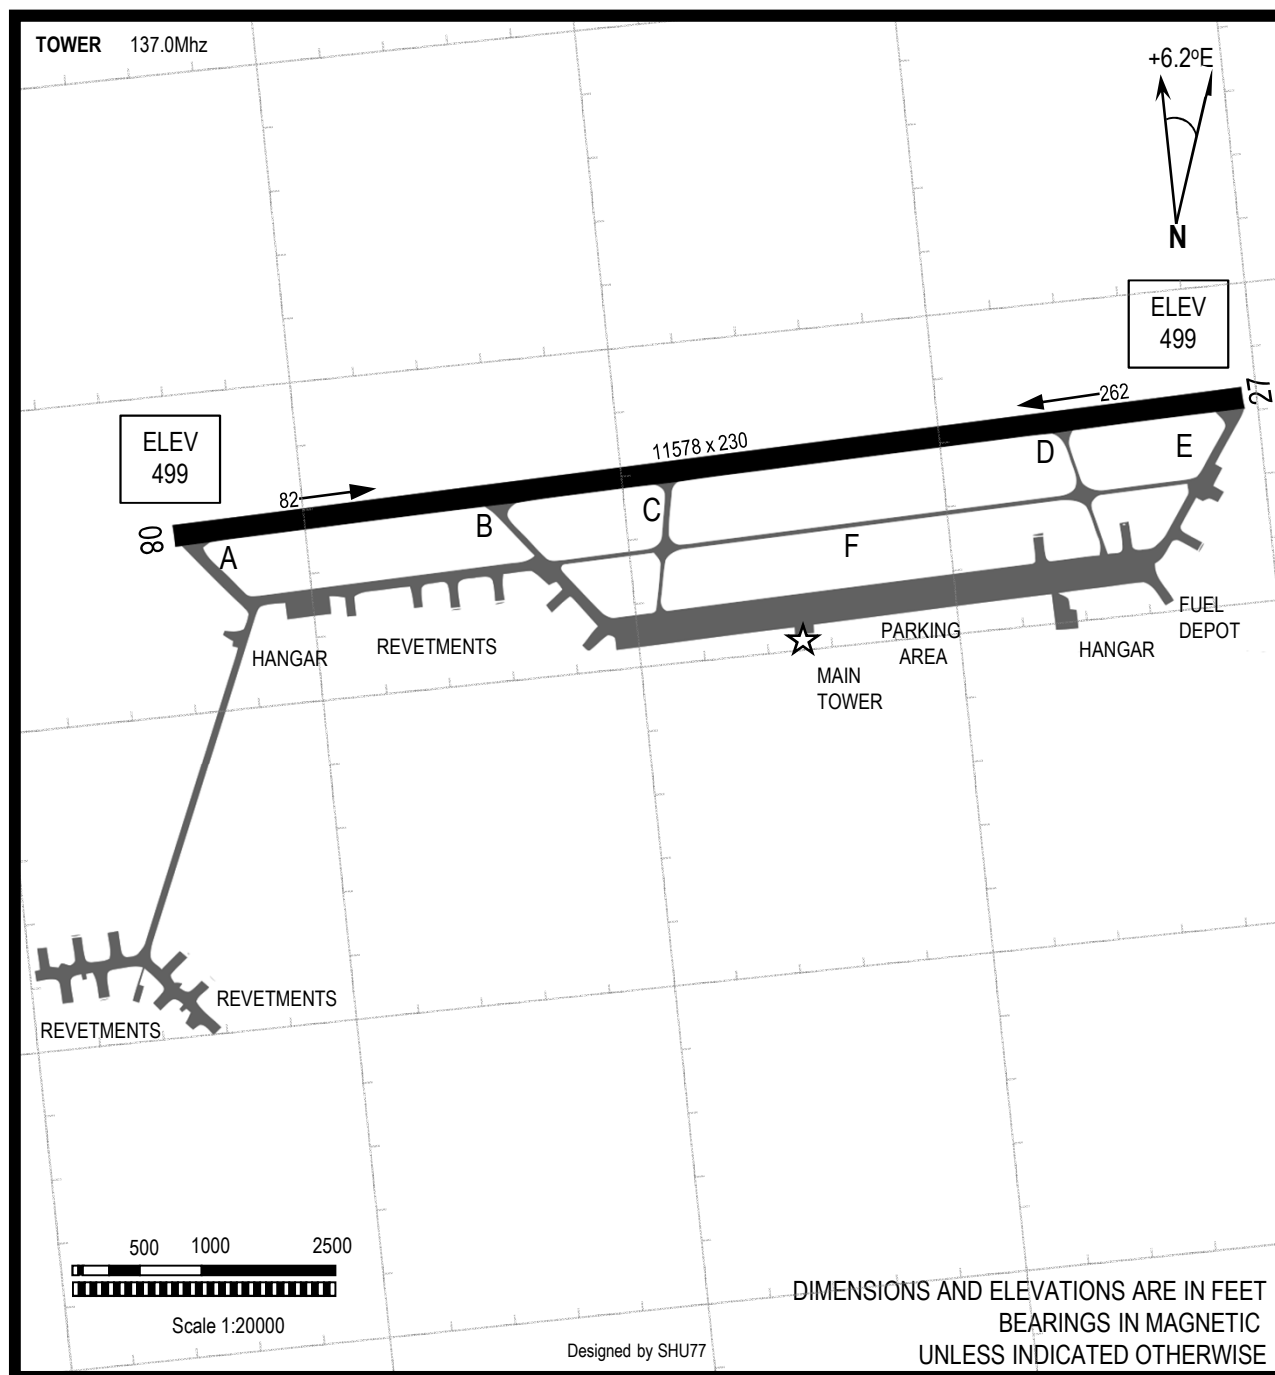 TOWER 137.0Mhz
+6.2ºE
N
ELEV
499
27
262
11578 x 230
ELEV
499
82
08
A
B
C
D
E
F
HANGAR
REVETMENTS
MAIN
TOWER
PARKING
AREA
HANGAR
FUEL
DEPOT
REVETMENTS
REVETMENTS
500 1000 2500
Scale 1:20000
Designed by SHU77
DIMENSIONS AND ELEVATIONS ARE IN FEET
BEARINGS IN MAGNETIC
UNLESS INDICATED OTHERWISE